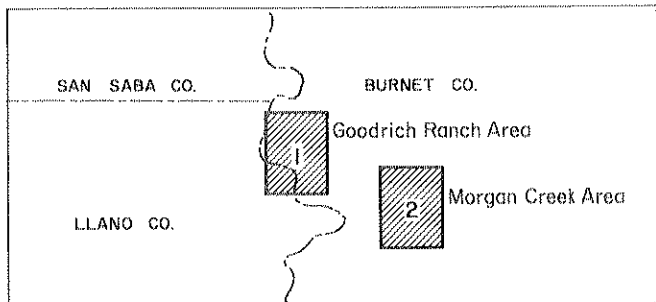 SAN SABA CO.
BURNET CO.
Goodrich Ranch Area
1
Morgan Creek Area
2
LLANO CO.